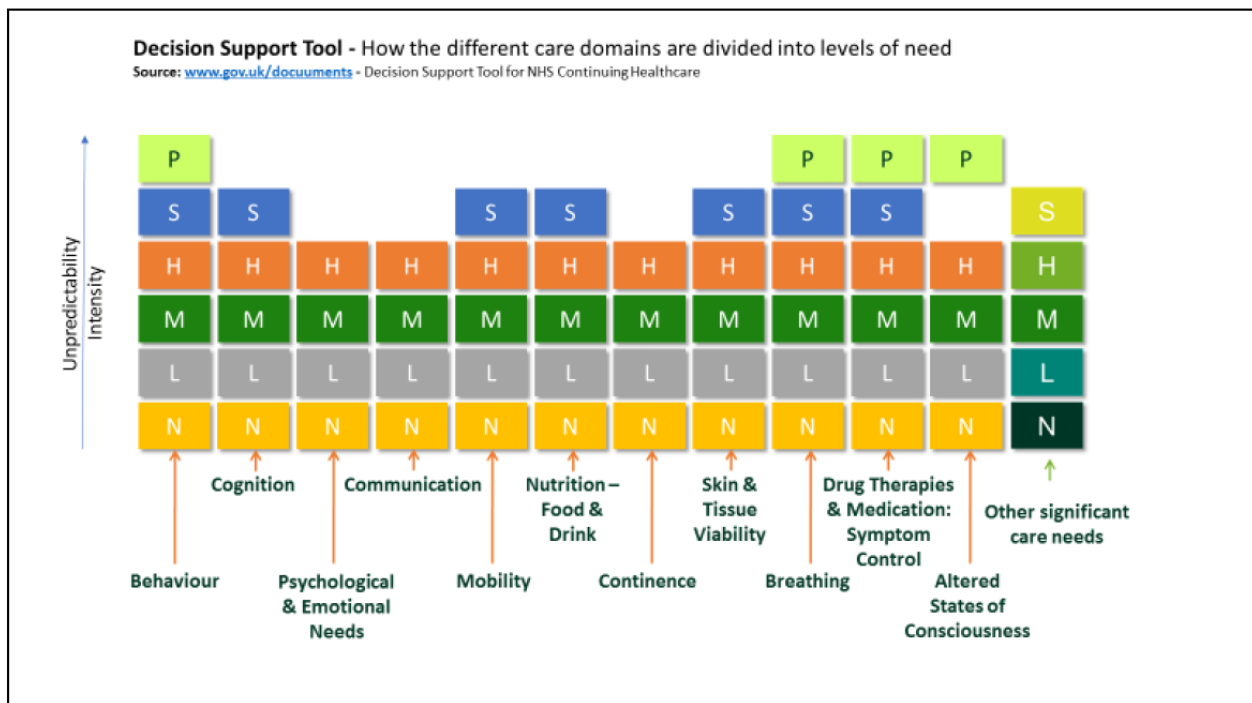 Decision Support Tool - How the different care domains are divided into levels of need
Source: www.gov.uk/docuuments - Decision Support Tool for NHS Continuing Healthcare
Unpredictability
Intensity
P P P P
S S S S S S S S
H H H H H H H H H H H H
M M M M M M M M M M M M
L L L L L L L L L L L L
N N N N N N N N N N N N
Cognition
Communication
Nutrition –
Food &
Drink
Skin &
Tissue
Viability
Drug Therapies
& Medication:
Symptom
Control
Other significant
care needs
Behaviour
Psychological
& Emotional
Needs
Mobility
Continence
Breathing
Altered
States of
Consciousness